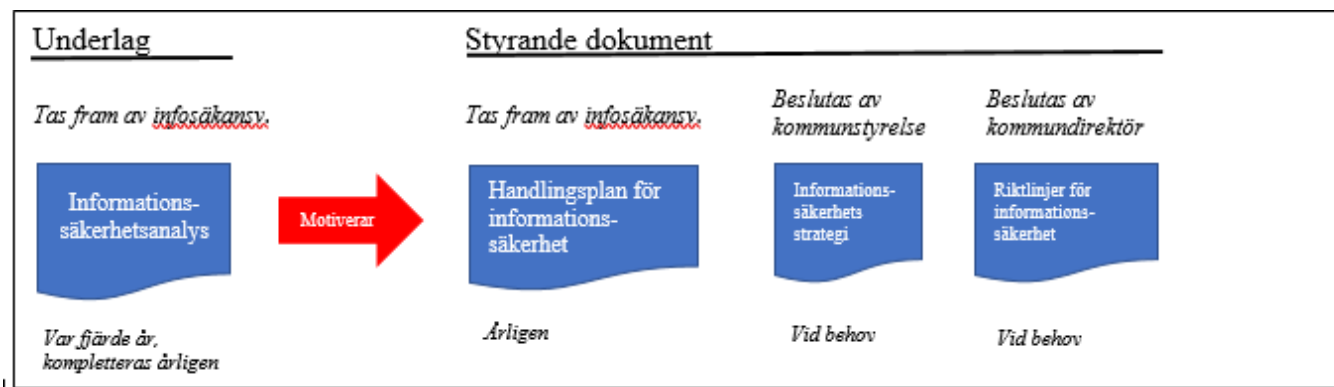 Underlag
Styrande dokument
Tas fram av infosäkansv.
Tas fram av infosäkansv.
Beslutas av
kommunstyrelse
Beslutas av
kommundirektör
Informations-
säkerhetsanalys
Motiverar
Handlingsplan för
informations-
säkerhet
Informations-
säkerhets
strategi
Riktlinjer för
informations-
säkerhet
Var fjärde år,
kompletteras årligen
Årligen
Vid behov
Vid behov